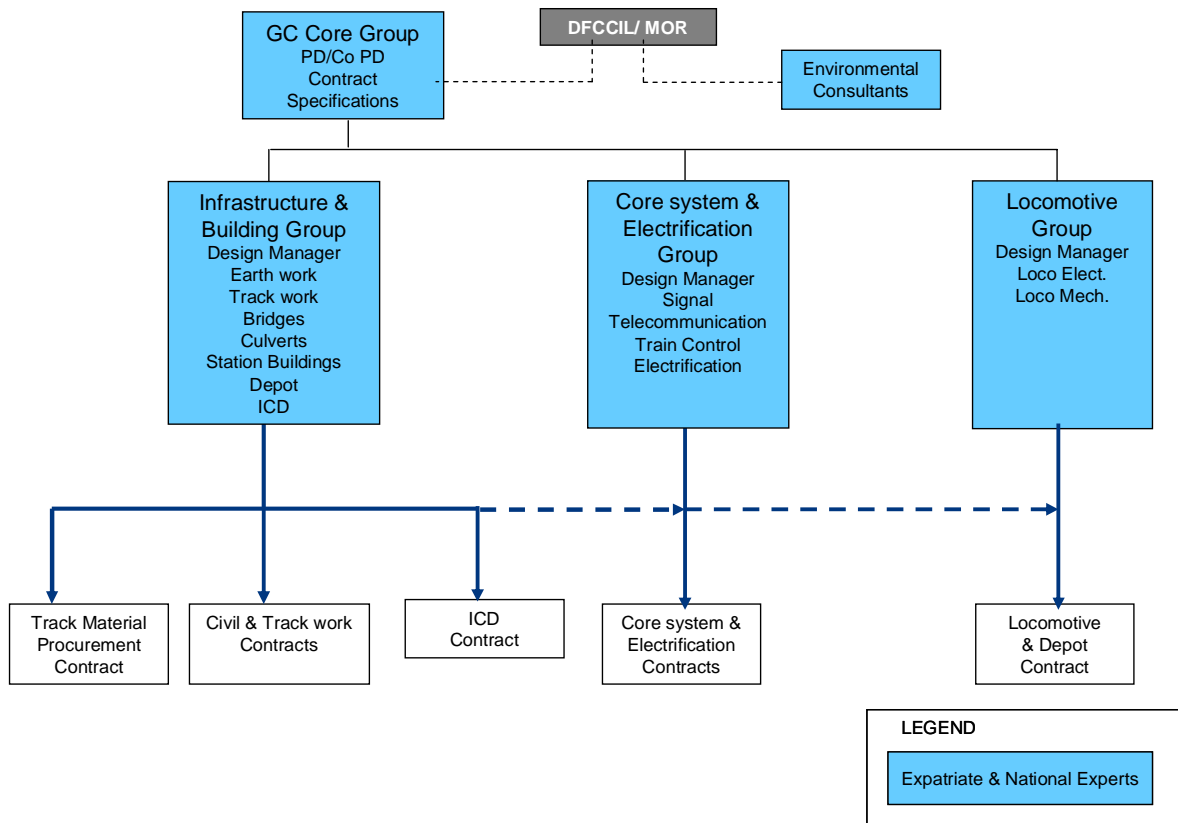 GC Core Group
PD/Co PD
Contract
Specifications
DFCCIL/ MOR
Environmental
Consultants
Infrastructure &
Building Group
Design Manager
Earth work
Track work
Bridges
Culverts
Station Buildings
Depot
ICD
Core system &
Electrification
Group
Design Manager
Signal
Telecommunication
Train Control
Electrification
Locomotive
Group
Design Manager
Loco Elect.
Loco Mech.
Track Material
Procurement
Contract
Civil & Track work
Contracts
ICD
Contract
Core system &
Electrification
Contracts
Locomotive
& Depot
Contract
LEGEND
Expatriate & National Experts